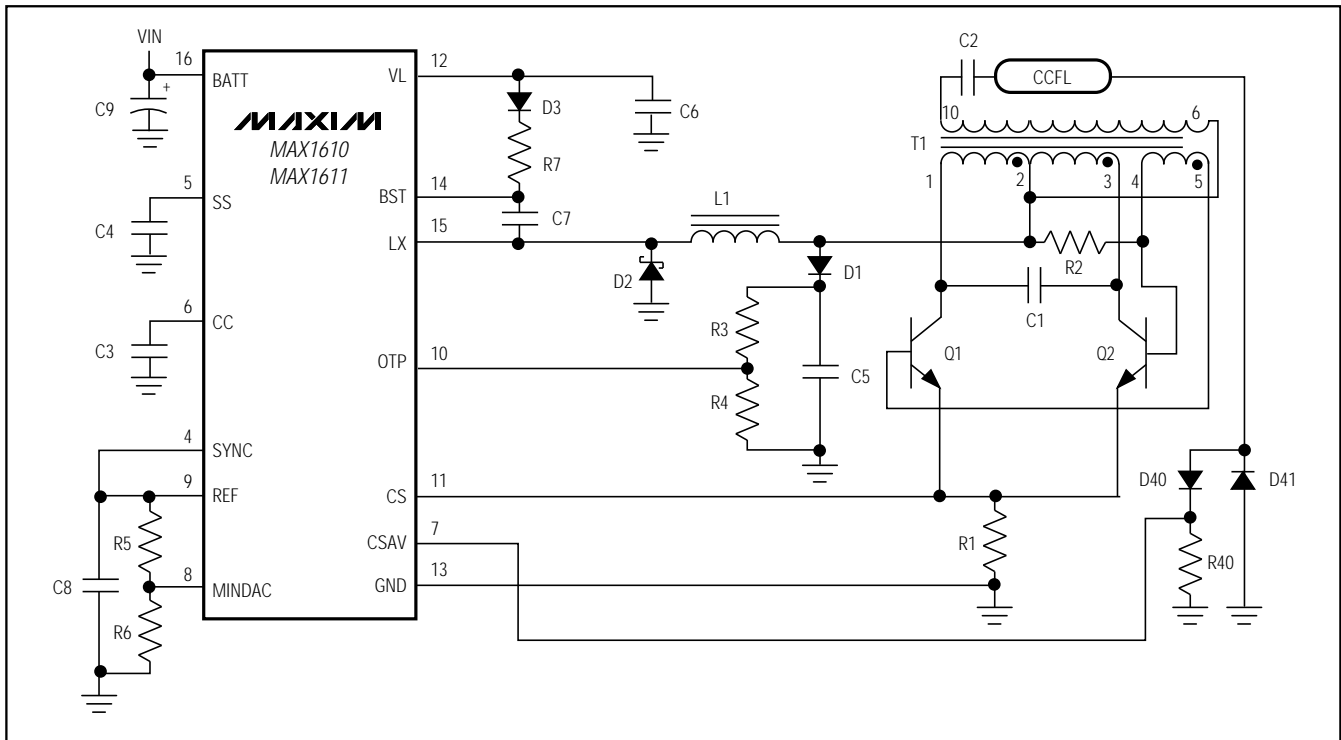 VIN
16
BATT
C9
+
MAXIM
MAX1610
MAX1611
VL
12
D3
R7
C6
BST
14
C7
LX
15
D2
L1
D1
5
SS
C4
6
CC
C3
R3
OTP
10
R4
C5
4
SYNC
9
REF
R5
8
MINDAC
C8
R6
CS
11
CSAV
7
GND
13
R1
C2
CCFL
10
6
T1
1
2
3
4
5
R2
C1
Q1
Q2
D40
D41
R40